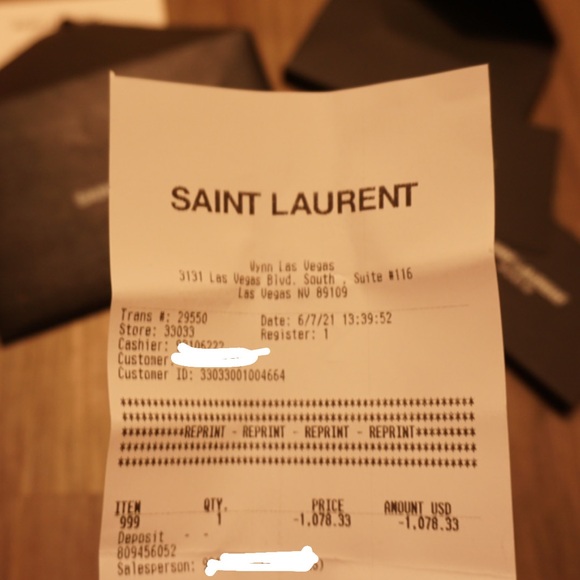 SAINT LAURENT
Wynn Las Vegas
3131 Las Vegas Blvd. South , Suite #116
Las Vegas NV 89109
Trans #: 29550 Date: 6/7/21 13:39:52
Store: 33033 Register: 1
Cashier:
Customer
Customer ID: 33033001004664
****************************************************
****************************************************
**********REPRINT - REPRINT - REPRINT - REPRINT**********
****************************************************
****************************************************
ITEM QTY. PRICE AMOUNT USD
999 1 -1,078.33 -1,078.33
Deposit - -
809456052
Salesperson: